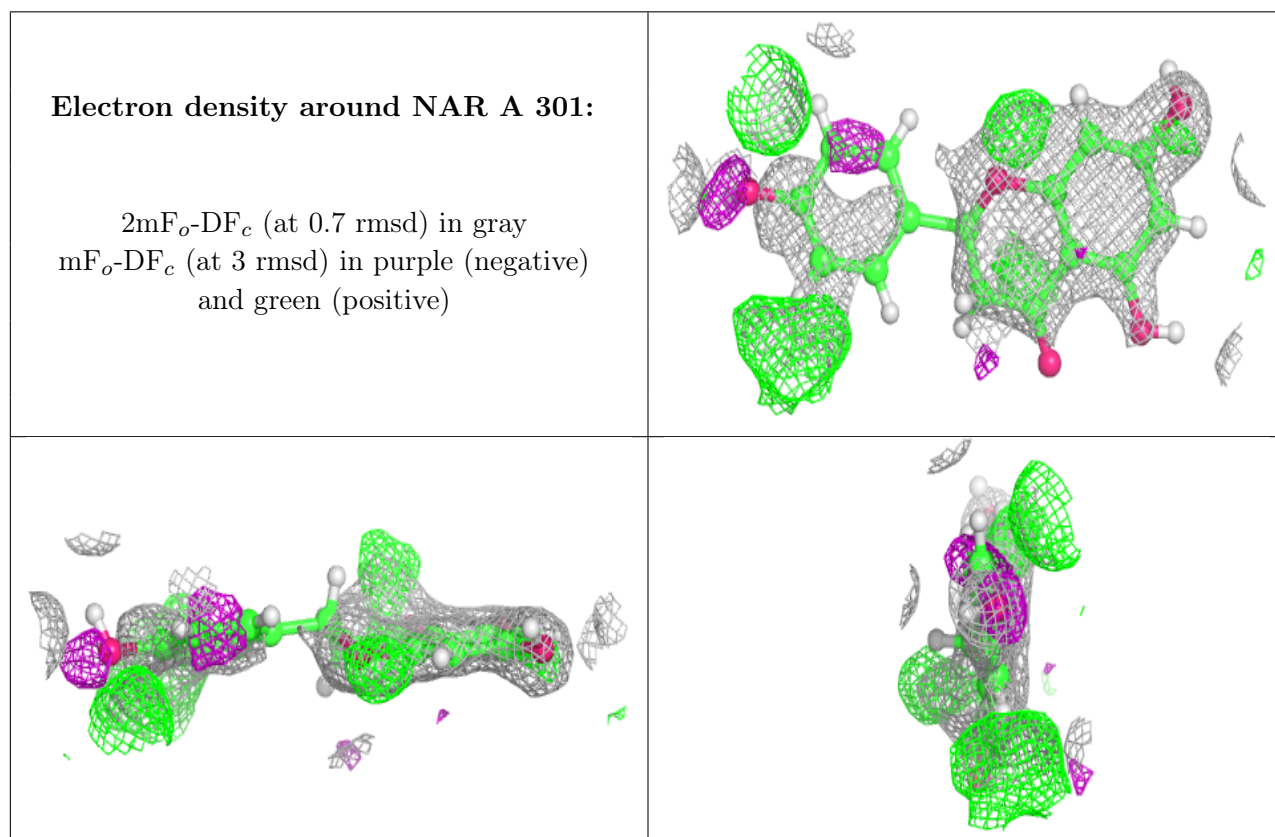 Electron density around NAR A 301:
2mFo-DFc (at 0.7 rmsd) in gray
mFo-DFc (at 3 rmsd) in purple (negative)
and green (positive)